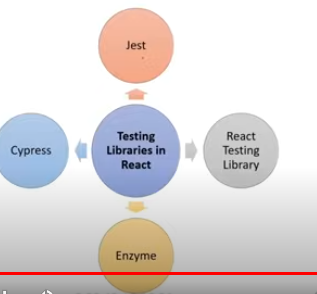 Jest
Cypress
Testing
Libraries in
React
React
Testing
Library
Enzyme